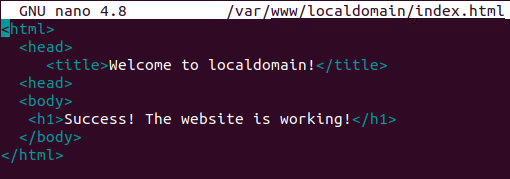 GNU nano 4.8 /var/www/localdomain/index.html
<html>
<head>
<title>Welcome to localdomain!</title>
<head>
<body>
<h1>Success! The website is working!</h1>
</body>
</html>